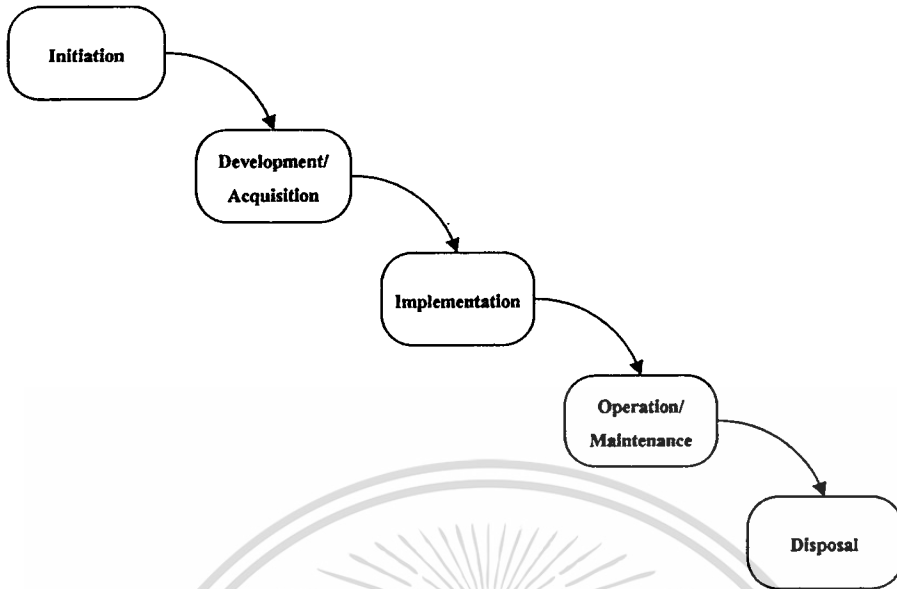 Initiation
Development/
Acquisition
Implementation
Operation/
Maintenance
Disposal